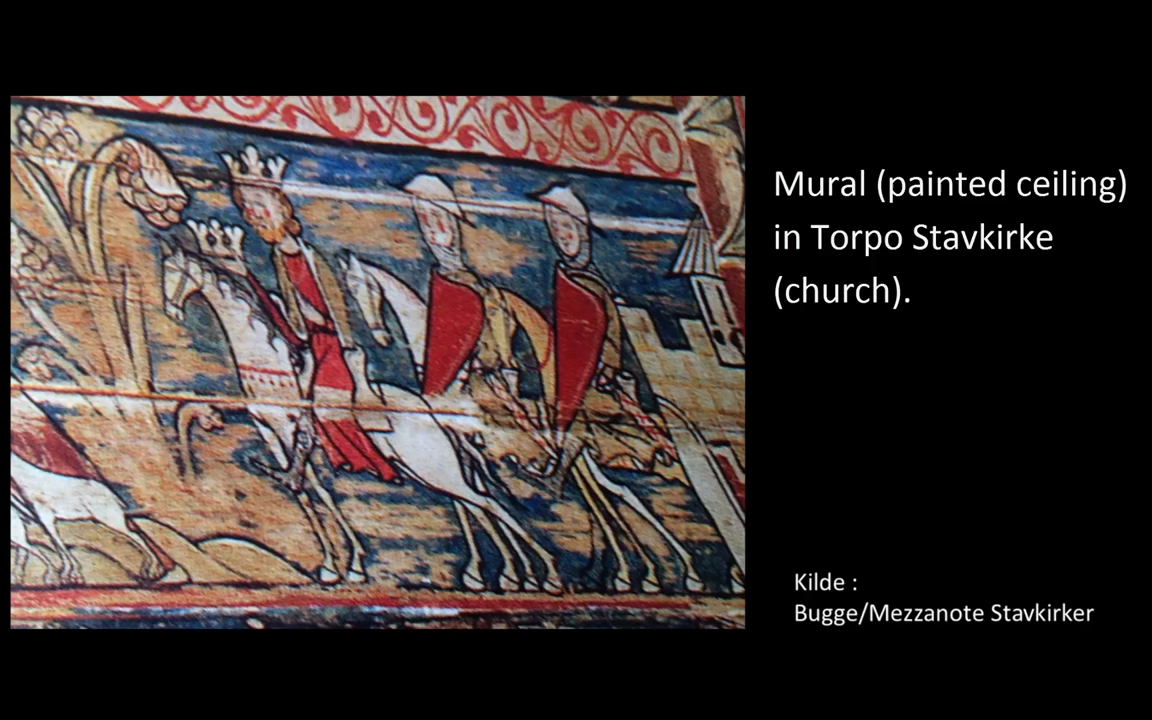 Mural (painted ceiling)
in Torpo Stavkirke
(church).
Kilde :
Bugge/Mezzanote Stavkirker